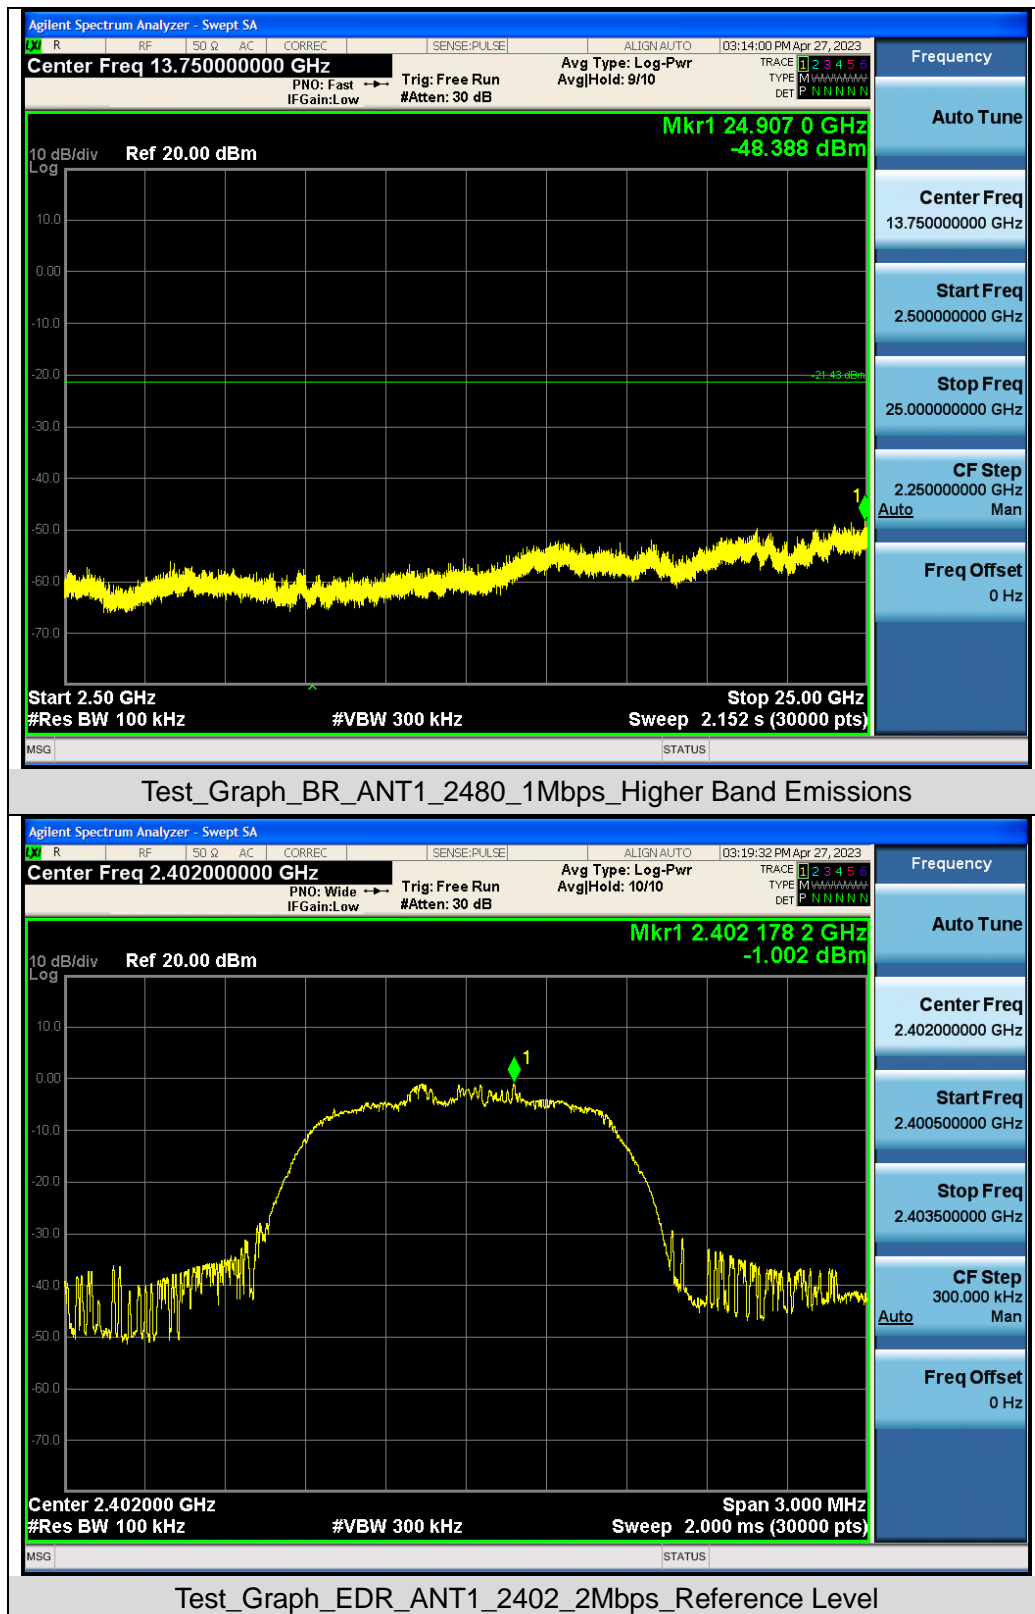 Agilent Spectrum Analyzer - Swept SA
LXI R RF 50 Ω AC CORREC SENSE:PULSE ALIGN AUTO 03:14:00 PM Apr 27, 2023
Center Freq 13.750000000 GHz
PNO: Fast
IFGain:Low
Trig: Free Run
#Atten: 30 dB
Avg Type: Log-Pwr
Avg|Hold: 9/10
TRACE 1 2 3 4 5 6
TYPE M
DET P N N N N N
Frequency
Auto Tune
Center Freq
13.750000000 GHz
Start Freq
2.500000000 GHz
Stop Freq
25.000000000 GHz
CF Step
2.250000000 GHz
Auto Man
Freq Offset
0 Hz
Mkr1 24.907 0 GHz
-48.388 dBm
10 dB/div Ref 20.00 dBm
Log
10.0
0.00
-10.0
-20.0
-21.43 dBm
-30.0
-40.0
1
-50.0
-60.0
-70.0
Start 2.50 GHz Stop 25.00 GHz
#Res BW 100 kHz #VBW 300 kHz Sweep 2.152 s (30000 pts)
MSG STATUS
Test_Graph_BR_ANT1_2480_1Mbps_Higher Band Emissions
Agilent Spectrum Analyzer - Swept SA
LXI R RF 50 Ω AC CORREC SENSE:PULSE ALIGN AUTO 03:19:32 PM Apr 27, 2023
Center Freq 2.402000000 GHz
PNO: Wide
IFGain:Low
Trig: Free Run
#Atten: 30 dB
Avg Type: Log-Pwr
Avg|Hold: 10/10
TRACE 1 2 3 4 5 6
TYPE M
DET P N N N N N
Frequency
Auto Tune
Center Freq
2.402000000 GHz
Start Freq
2.400500000 GHz
Stop Freq
2.403500000 GHz
CF Step
300.000 kHz
Auto Man
Freq Offset
0 Hz
Mkr1 2.402 178 2 GHz
-1.002 dBm
10 dB/div Ref 20.00 dBm
Log
10.0
1
0.00
-10.0
-20.0
-30.0
-40.0
-50.0
-60.0
-70.0
Center 2.402000 GHz Span 3.000 MHz
#Res BW 100 kHz #VBW 300 kHz Sweep 2.000 ms (30000 pts)
MSG STATUS
Test_Graph_EDR_ANT1_2402_2Mbps_Reference Level